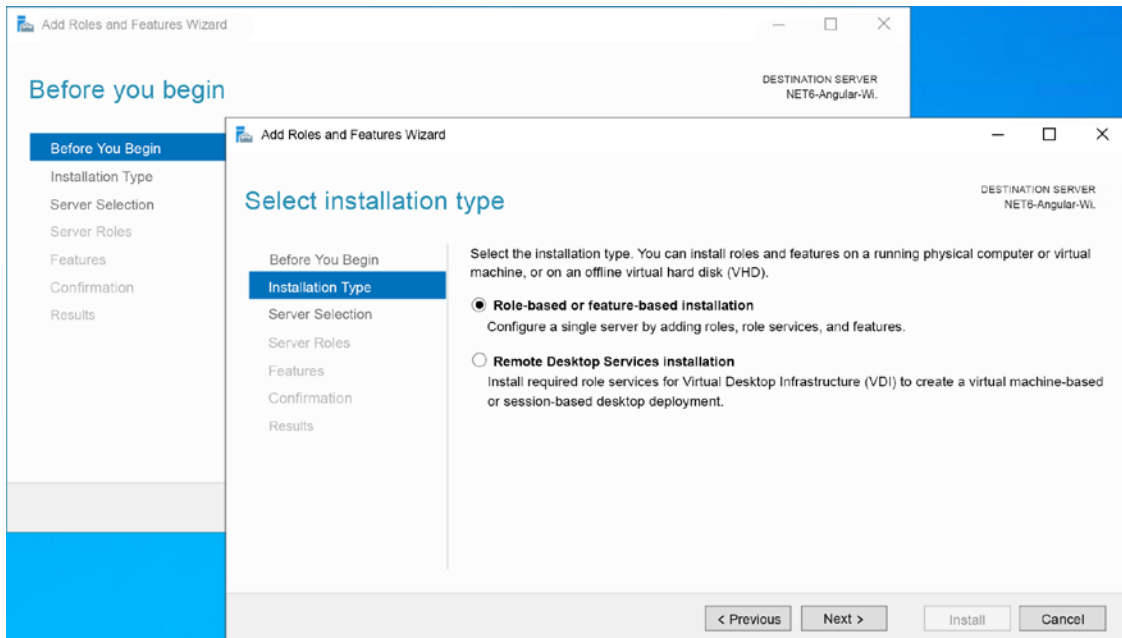 Add Roles and Features Wizard
Before you begin
DESTINATION SERVER
NET6-Angular-Wi.
Before You Begin
Installation Type
Server Selection
Server Roles
Features
Confirmation
Results
Add Roles and Features Wizard
Select installation type
DESTINATION SERVER
NET6-Angular-Wi.
Before You Begin
Installation Type
Server Selection
Server Roles
Features
Confirmation
Results
Select the installation type. You can install roles and features on a running physical computer or virtual
machine, or on an offline virtual hard disk (VHD).
Role-based or feature-based installation
Configure a single server by adding roles, role services, and features.
Remote Desktop Services installation
Install required role services for Virtual Desktop Infrastructure (VDI) to create a virtual machine-based
or session-based desktop deployment.
< Previous
Next >
Install
Cancel